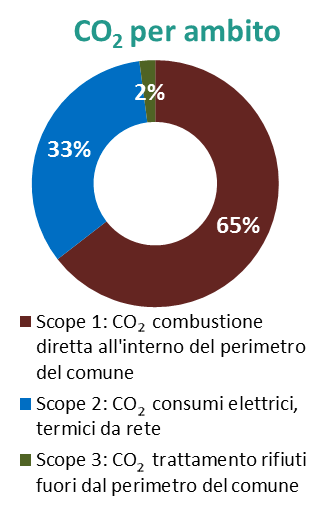 CO₂ per ambito
2%
33%
65%
Scope 1: CO₂ combustione
diretta all'interno del perimetro
del comune
Scope 2: CO₂ consumi elettrici,
termici da rete
Scope 3: CO₂ trattamento rifiuti
fuori dal perimetro del comune